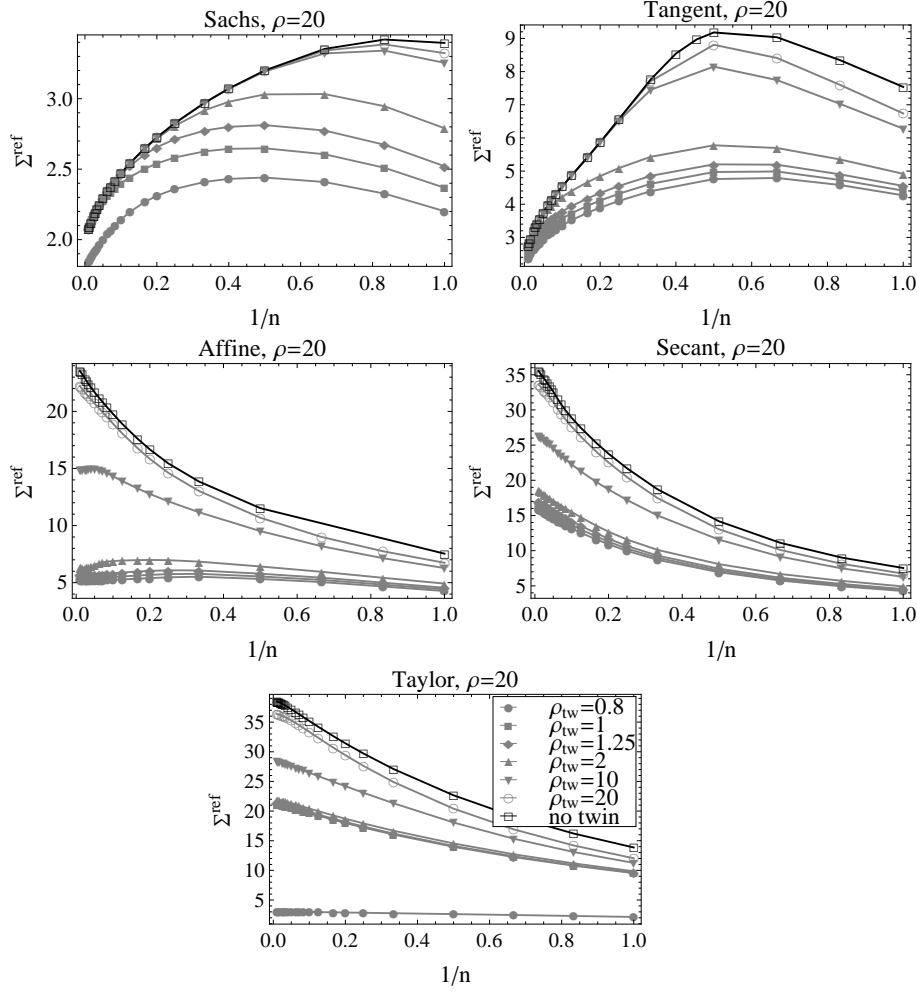 Sachs, ρ=20
3.0
2.5
2.0
Σ^ref
0.0 0.2 0.4 0.6 0.8 1.0
1/n
Tangent, ρ=20
9
8
7
6
5
4
3
Σ^ref
0.0 0.2 0.4 0.6 0.8 1.0
1/n
Affine, ρ=20
20
15
10
5
Σ^ref
0.0 0.2 0.4 0.6 0.8 1.0
1/n
Secant, ρ=20
35
30
25
20
15
10
5
Σ^ref
0.0 0.2 0.4 0.6 0.8 1.0
1/n
Taylor, ρ=20
35
30
25
20
15
10
5
Σ^ref
ρ_tw=0.8
ρ_tw=1
ρ_tw=1.25
ρ_tw=2
ρ_tw=10
ρ_tw=20
no twin
0.0 0.2 0.4 0.6 0.8 1.0
1/n